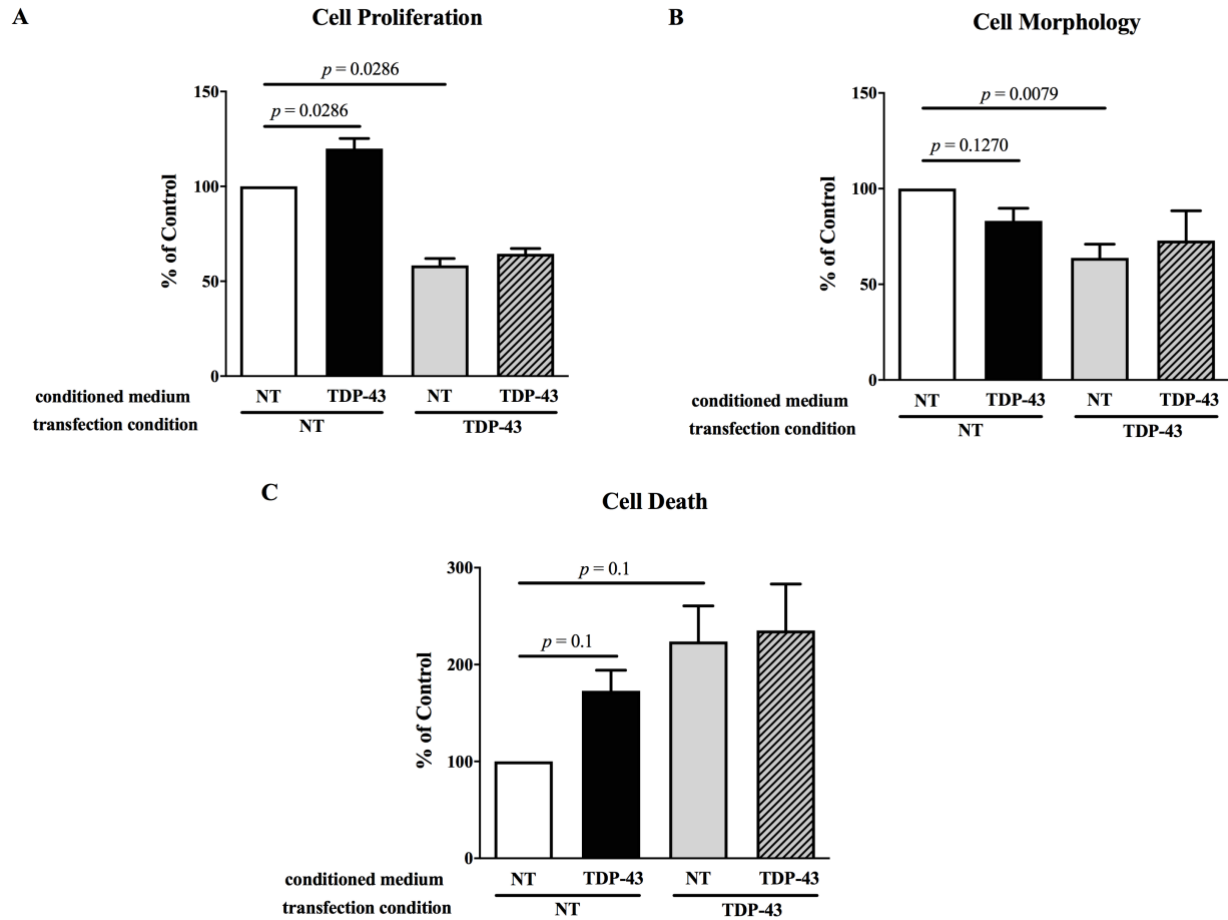 A
Cell Proliferation
p = 0.0286
p = 0.0286
150
100
50
0
% of Control
conditioned medium NT TDP-43 NT TDP-43
transfection condition NT TDP-43
B
Cell Morphology
p = 0.0079
p = 0.1270
150
100
50
0
% of Control
conditioned medium NT TDP-43 NT TDP-43
transfection condition NT TDP-43
C
Cell Death
p = 0.1
p = 0.1
300
200
100
0
% of Control
conditioned medium NT TDP-43 NT TDP-43
transfection condition NT TDP-43